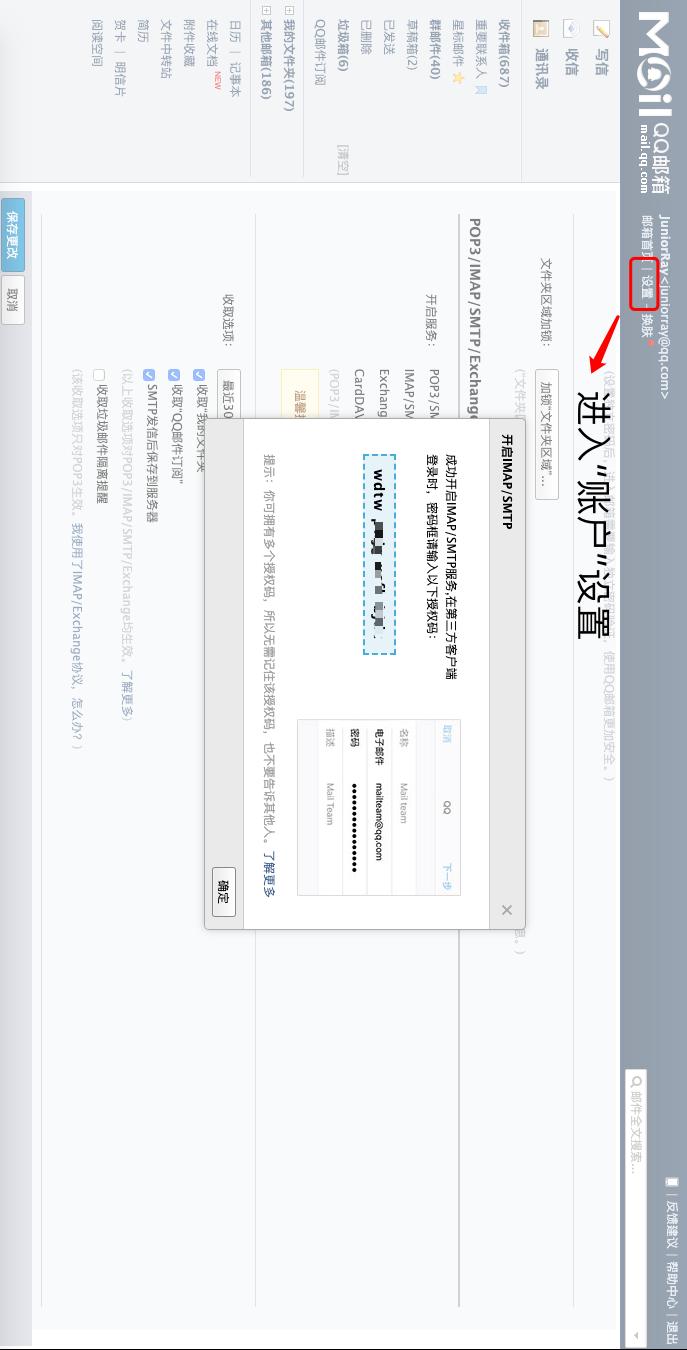 Mail QQ邮箱
mail.qq.com
JuniorRay<juniorray@qq.com>
邮箱首页 | 设置 - 换肤
反馈建议 | 帮助中心 | 退出
邮件全文搜索...
写信
收信
通讯录
收件箱(687)
重要联系人
星标邮件
群邮件(40)
草稿箱(2)
已发送
已删除
垃圾箱(6) [清空]
QQ邮件订阅
我的文件夹(197)
其他邮箱(186)
日历 | 记事本
在线文档 NEW
附件收藏
文件中转站
简历
贺卡 | 明信片
阅读空间
进入“账户”设置
使用QQ邮箱更加安全。)
文件夹区域加锁: 加锁"文件夹区域"...
("文件夹
息。)
POP3/IMAP/SMTP/Exchange
开启服务: POP3/SM
IMAP/SM
Exchang
CardDAV
(POP3/IM
温馨
收取选项: 最近30
收取"我的文件夹
收取"QQ邮件订阅"
SMTP发信后保存到服务器
(以上收取选项对POP3/IMAP/SMTP/Exchange均生效。了解更多)
收取垃圾邮件隔离提醒
(该收取选项只对POP3生效。我使用了IMAP/Exchange协议，怎么办？)
保存更改 取消
开启IMAP/SMTP
成功开启IMAP/SMTP服务,在第三方客户端
登录时，密码框请输入以下授权码：
wdtw
取消 QQ 下一步
名称 Mail team
电子邮件 mailteam@qq.com
密码 ●●●●●●●●●●●●●●●●
描述 Mail Team
提示：你可拥有多个授权码，所以无需记住该授权码，也不要告诉其他人。了解更多
确定